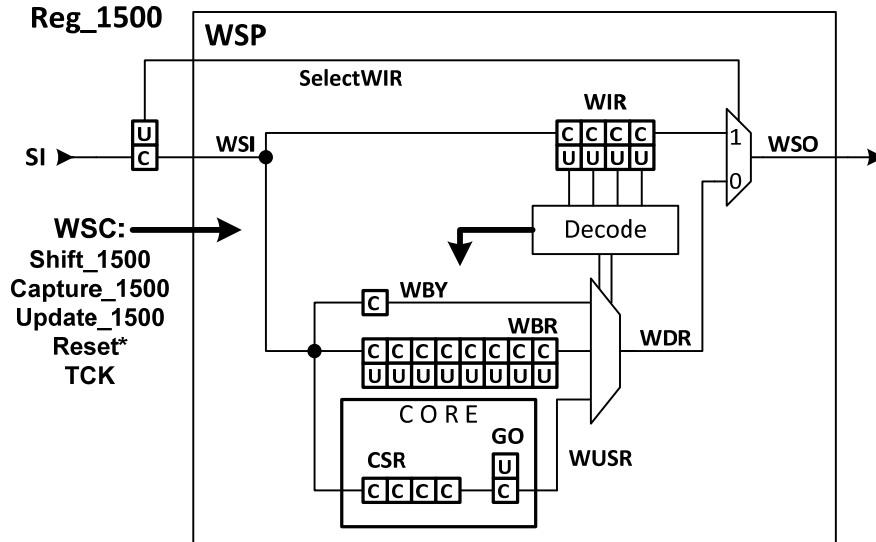 Reg_1500
WSP
SelectWIR
WIR
U
C C C C
1
SI
C
WSI
U U U U
WSO
0
WSC:
Decode
Shift_1500
Capture_1500
C
WBY
Update_1500
WBR
Reset*
C C C C C C C C
WDR
TCK
U U U U U U U U
CORE
GO
CSR
U
WUSR
C C C C
C